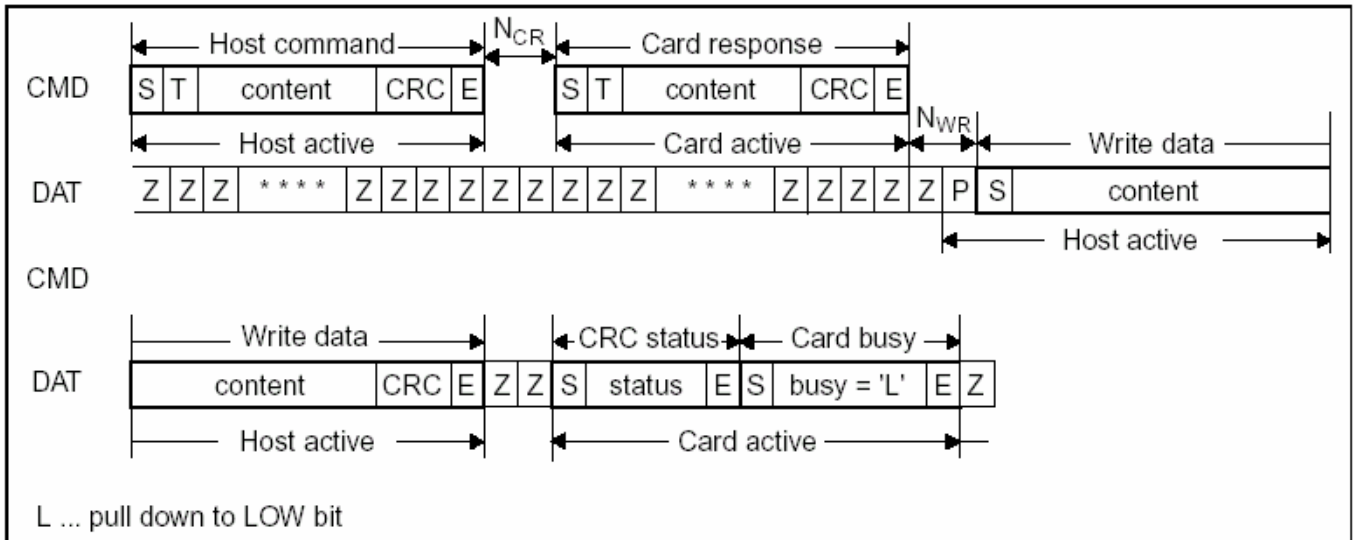 Host command N_CR Card response
CMD S T content CRC E S T content CRC E
N_WR
Host active Card active Write data
DAT Z Z Z * * * * Z Z Z Z Z Z Z Z Z Z * * * * Z Z Z Z Z P S content
Host active
CMD
Write data CRC status Card busy
DAT content CRC E Z Z S status E S busy = 'L' E Z
Host active Card active
L ... pull down to LOW bit